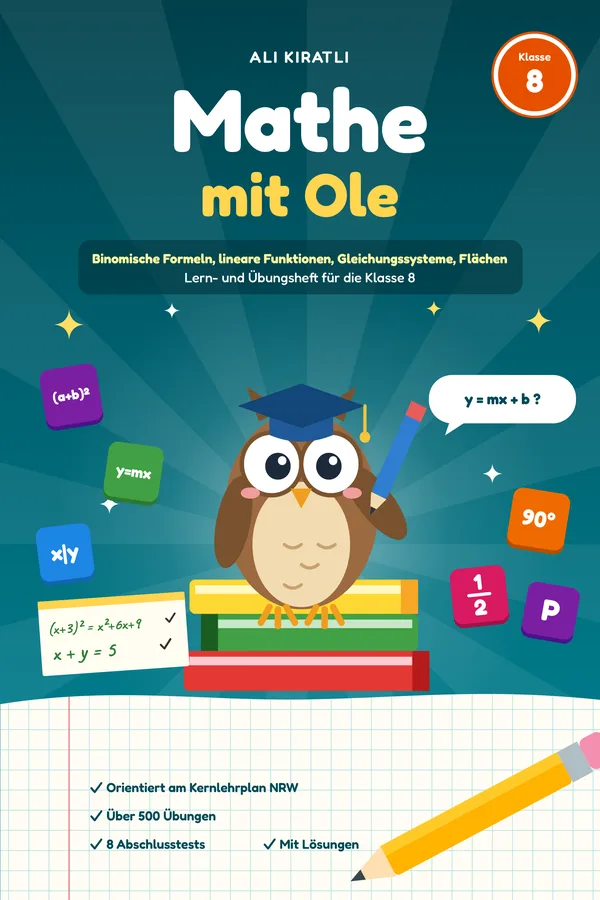 ALI KIRATLI
Klasse
8
Mathe
mit Ole
Binomische Formeln, lineare Funktionen, Gleichungssysteme, Flächen
Lern- und Übungsheft für die Klasse 8
(a+b)²
y = mx + b ?
y=mx
90°
x|y
1
2
P
(x+3)² = x²+6x+9 ✓
x + y = 5 ✓
✓ Orientiert am Kernlehrplan NRW
✓ Über 500 Übungen
✓ 8 Abschlusstests ✓ Mit Lösungen